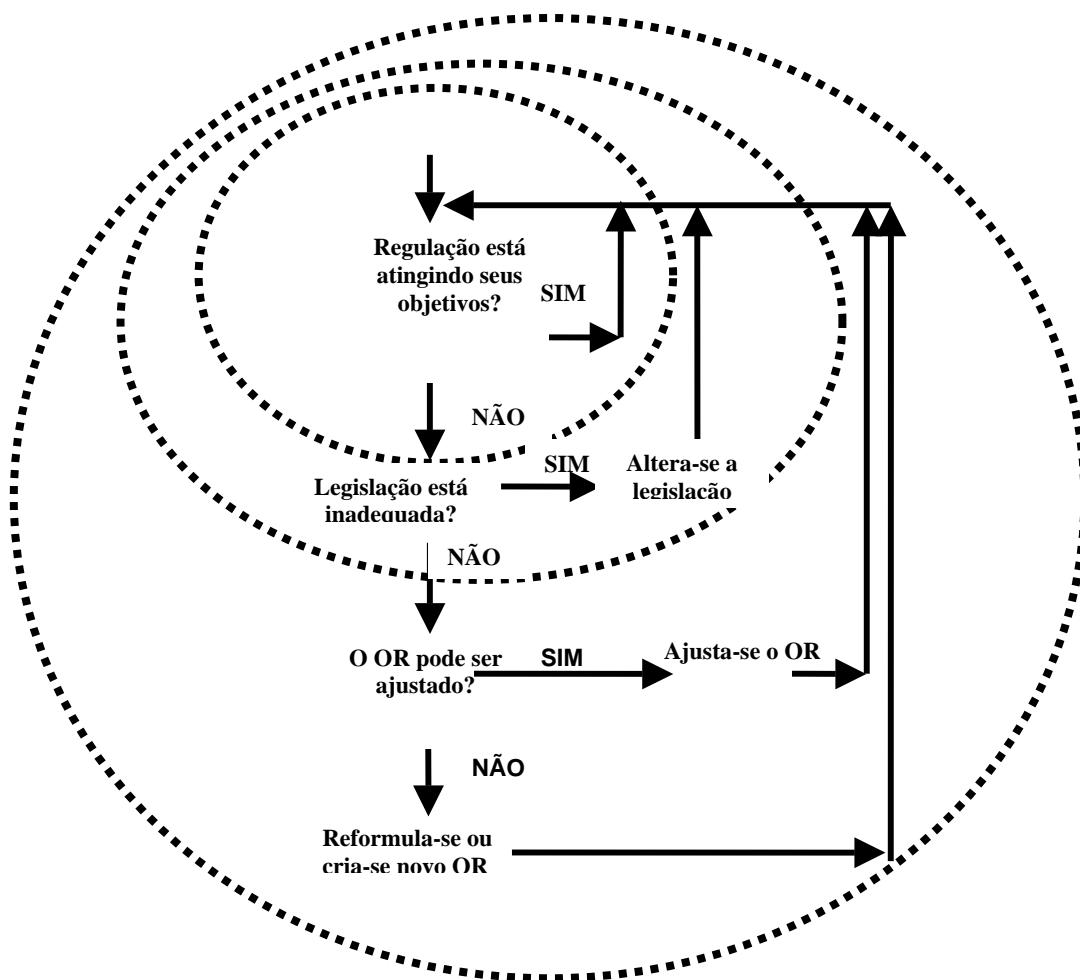 Regulação está
atingindo seus
objetivos?
SIM
NÃO
Legislação está
inadequada?
SIM
Altera-se a
legislação
NÃO
O OR pode ser
ajustado?
SIM
Ajusta-se o OR
NÃO
Reformula-se ou
cria-se novo OR